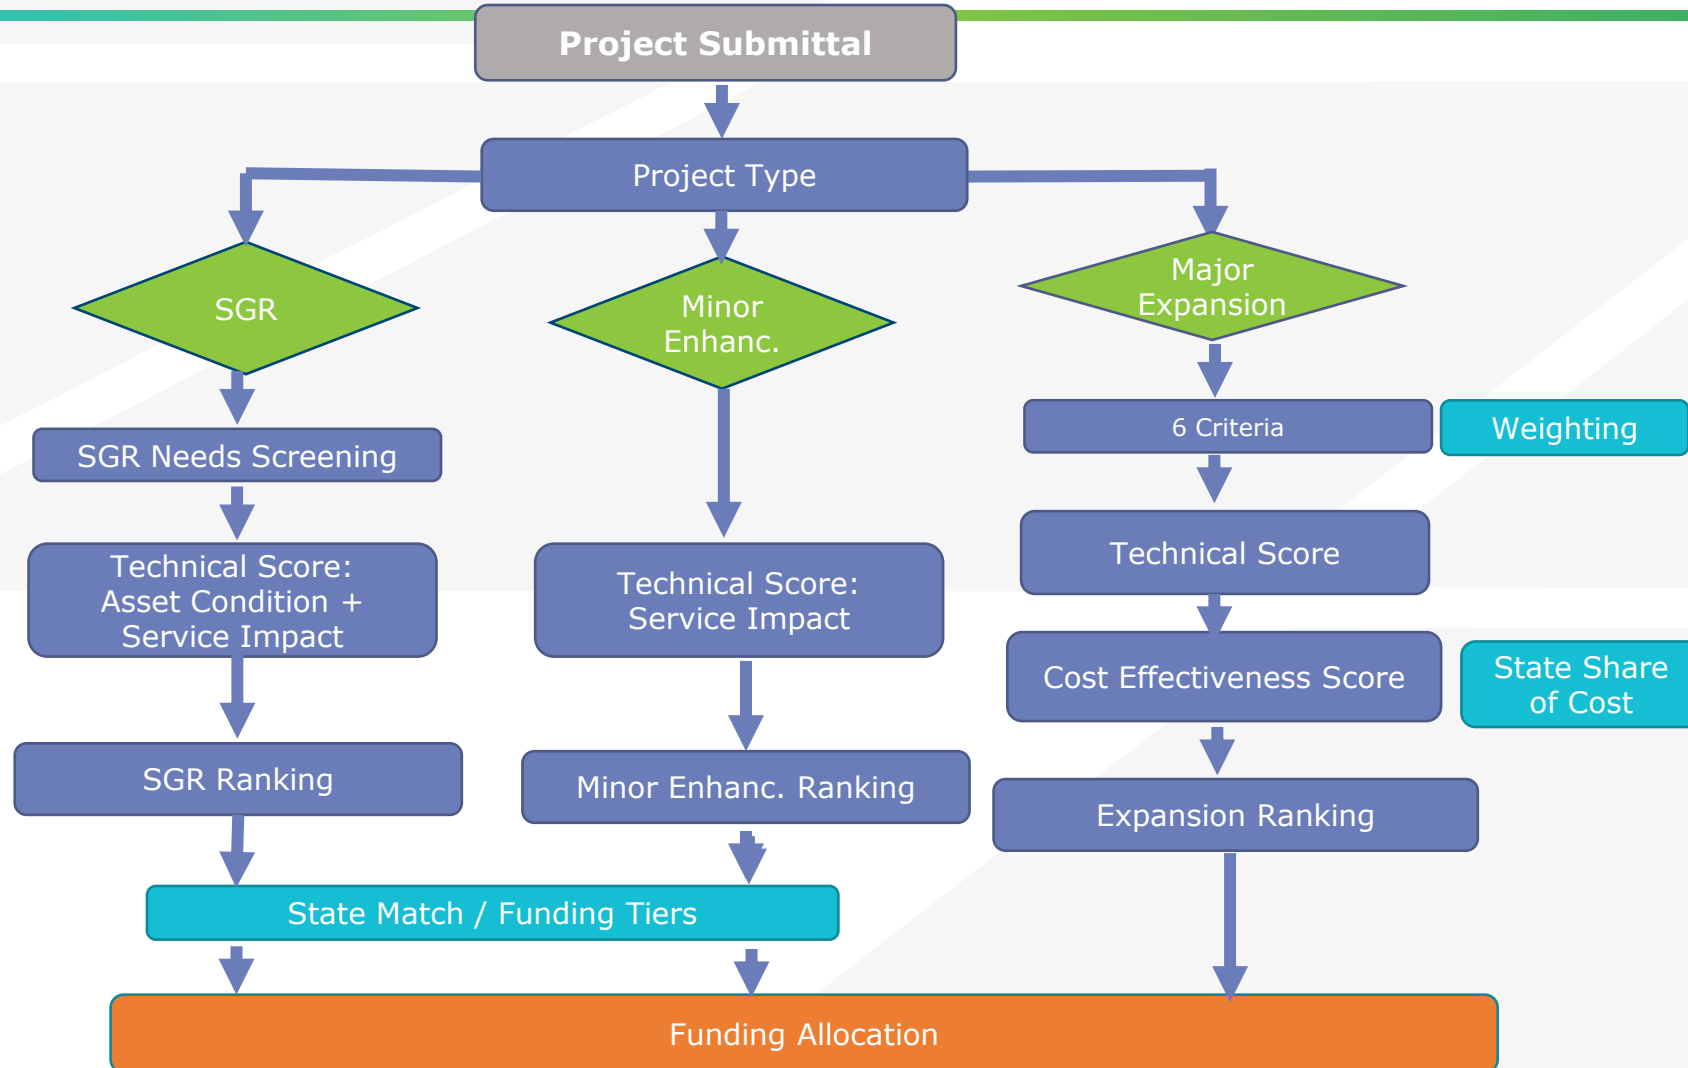 Project Submittal
Project Type
SGR
Minor
Enhanc.
Major
Expansion
SGR Needs Screening
6 Criteria
Weighting
Technical Score:
Asset Condition +
Service Impact
Technical Score:
Service Impact
Technical Score
Cost Effectiveness Score
State Share
of Cost
SGR Ranking
Minor Enhanc. Ranking
Expansion Ranking
State Match / Funding Tiers
Funding Allocation